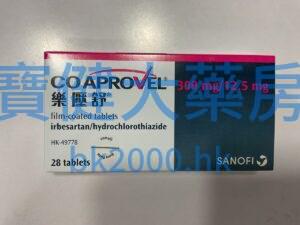 COAPROVEL® 300 mg/12.5 mg
樂壓舒
film-coated tablets
irbesartan/hydrochlorothiazide
HK-49778
28 tablets
SANOFI
寶健大藥房
bk2000.hk